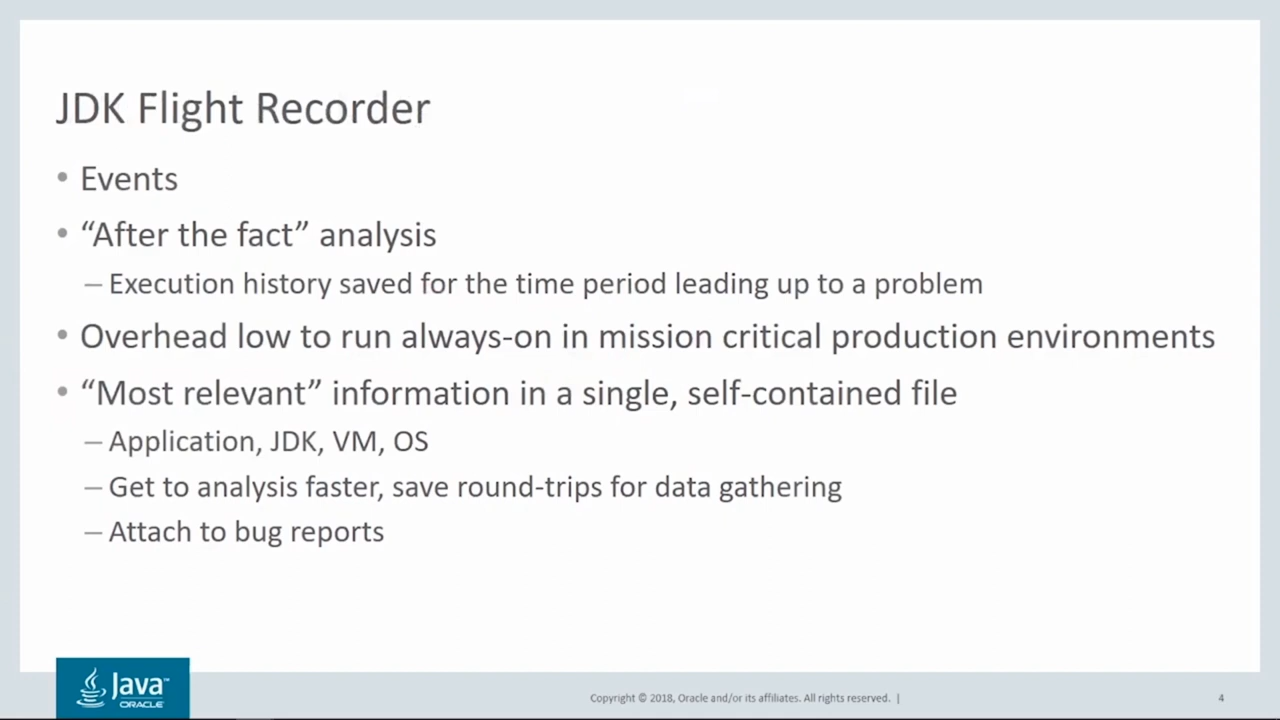 JDK Flight Recorder
• Events
• “After the fact” analysis
– Execution history saved for the time period leading up to a problem
• Overhead low to run always-on in mission critical production environments
• “Most relevant” information in a single, self-contained file
– Application, JDK, VM, OS
– Get to analysis faster, save round-trips for data gathering
– Attach to bug reports
Java™
ORACLE
Copyright © 2018, Oracle and/or its affiliates. All rights reserved. |
4